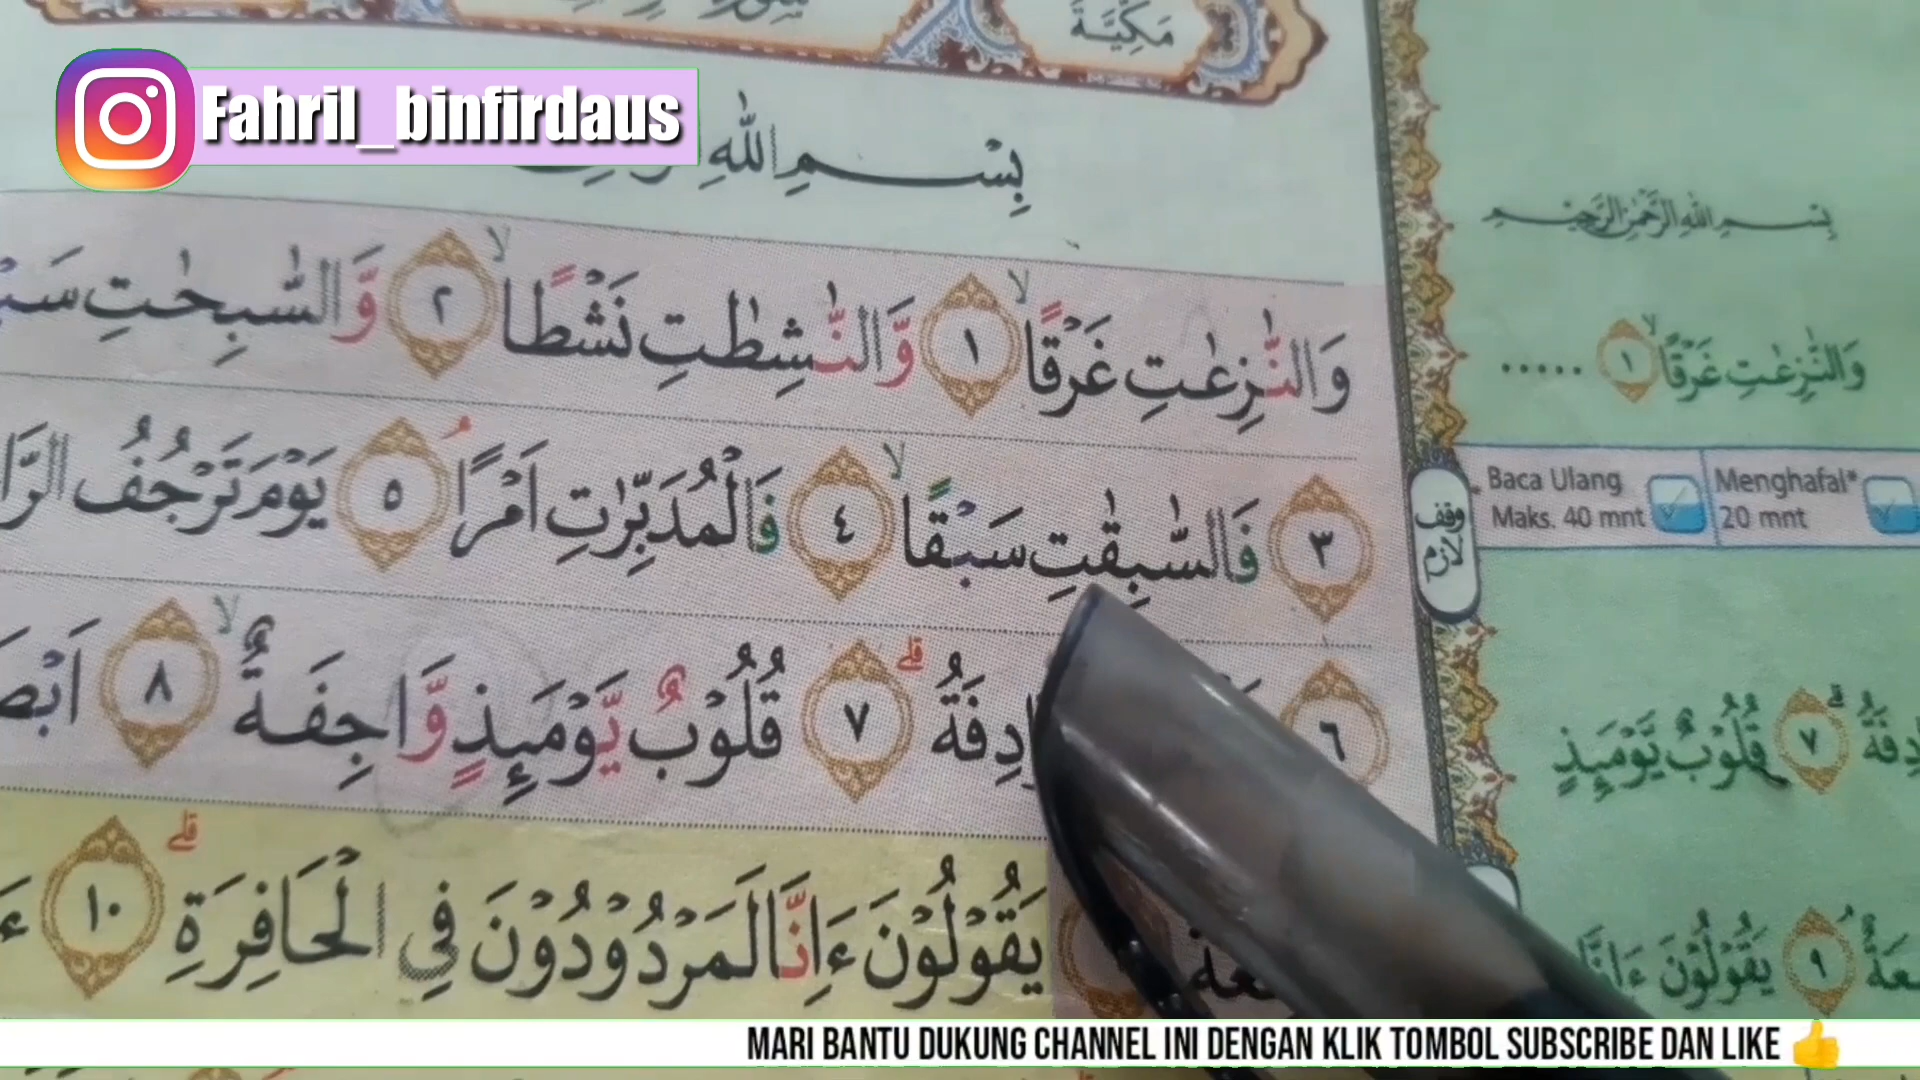 مَكِّيَّة
Fahril_binfirdaus
بِسْمِ اللّٰهِ
وَالنّٰزِعٰتِ غَرْقًاۙ ١ وَّالنّٰشِطٰتِ نَشْطًاۙ ٢ وَّالسّٰبِحٰتِ
٣ فَالسّٰبِقٰتِ سَبْقًاۙ ٤ فَالْمُدَبِّرٰتِ اَمْرًاۘ ٥ يَوْمَ تَرْجُفُ
٦ ٧ قُلُوْبٌ يَّوْمَىِٕذٍ وَّاجِفَةٌۙ ٨
يَقُوْلُوْنَ ءَاِنَّا لَمَرْدُوْدُوْنَ فِى الْحَافِرَةِۗ ١٠
بِسْمِ اللّٰهِ الرَّحْمٰنِ الرَّحِيْمِ
وَالنّٰزِعٰتِ غَرْقًاۙ ١ .....
وقف لازم
Baca Ulang
Maks. 40 mnt
Menghafal*
20 mnt
٧ قُلُوْبٌ يَّوْمَىِٕذٍ
٩ يَقُوْلُوْنَ ءَاِنَّا
MARI BANTU DUKUNG CHANNEL INI DENGAN KLIK TOMBOL SUBSCRIBE DAN LIKE 👍